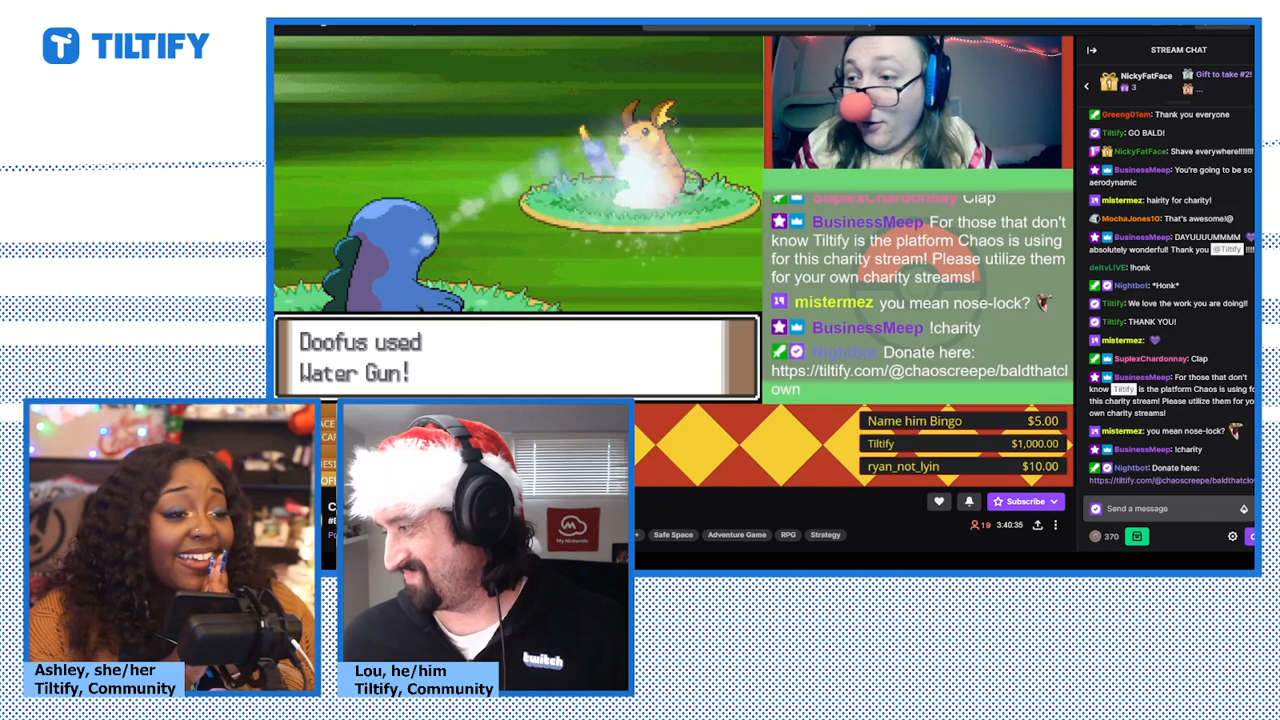 TILTIFY
Doofus used
Water Gun!
SuplexChardonnay Clap
BusinessMeep For those that don't
know Tiltify is the platform Chaos is using
for this charity stream! Please utilize them
for your own charity streams!
mistermez you mean nose-lock?
BusinessMeep !charity
Nightbot Donate here:
https://tiltify.com/@chaoscreepe/baldthatcl
own
Name him Bingo $5.00
Tiltify $1,000.00
ryan_not_lyin $10.00
Subscribe
19 3:40:35
Safe Space Adventure Game RPG Strategy
STREAM CHAT
NickyFatFace
3
Gift to take #2!
...
Greeng01em: Thank you everyone
Tiltify: GO BALD!
NickyFatFace: Shave everywhere!!!!!!!
BusinessMeep: You're going to be so
aerodynamic
mistermez: hairity for charity!
MochaJones10: That's awesome!@
BusinessMeep: DAYUUUUMMMM
absolutely wonderful! Thank you @Tiltify !!!!
deltvLIVE: !honk
Nightbot: *Honk*
Tiltify: We love the work you are doing!!
Tiltify: THANK YOU!
mistermez:
SuplexChardonnay: Clap
BusinessMeep: For those that don't
know Tiltify is the platform Chaos is using for
this charity stream! Please utilize them for yo
own charity streams!
mistermez: you mean nose-lock?
BusinessMeep: !charity
Nightbot: Donate here:
https://tiltify.com/@chaoscreepe/baldthatclo
Send a message
370
My Nintendo
twitch
Ashley, she/her
Tiltify, Community
Lou, he/him
Tiltify, Community